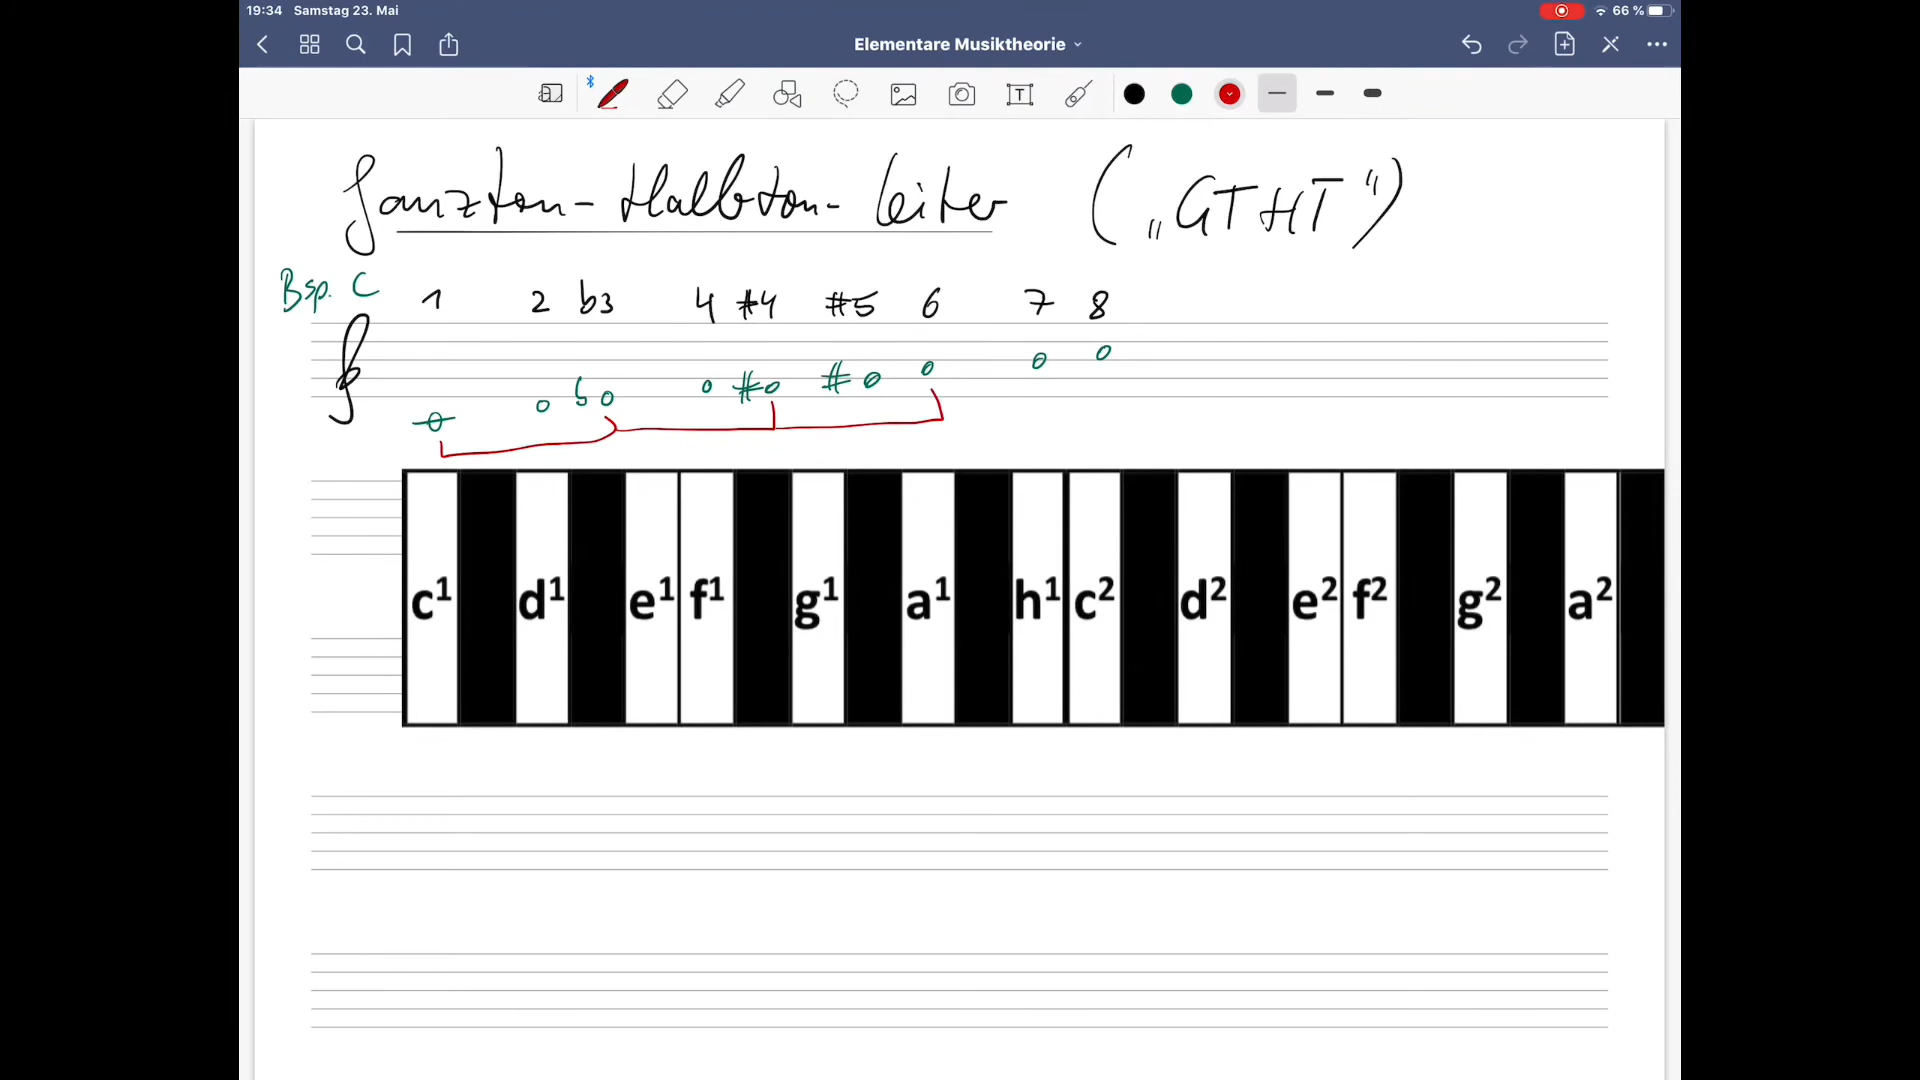 19:34 Samstag 23. Mai 66 %
Elementare Musiktheorie
Ganzton-Halbton-Leiter („GTHT“)
Bsp. C 1 2 b3 4 #4 #5 6 7 8
c¹ d¹ e¹ f¹ g¹ a¹ h¹ c² d² e² f² g² a²